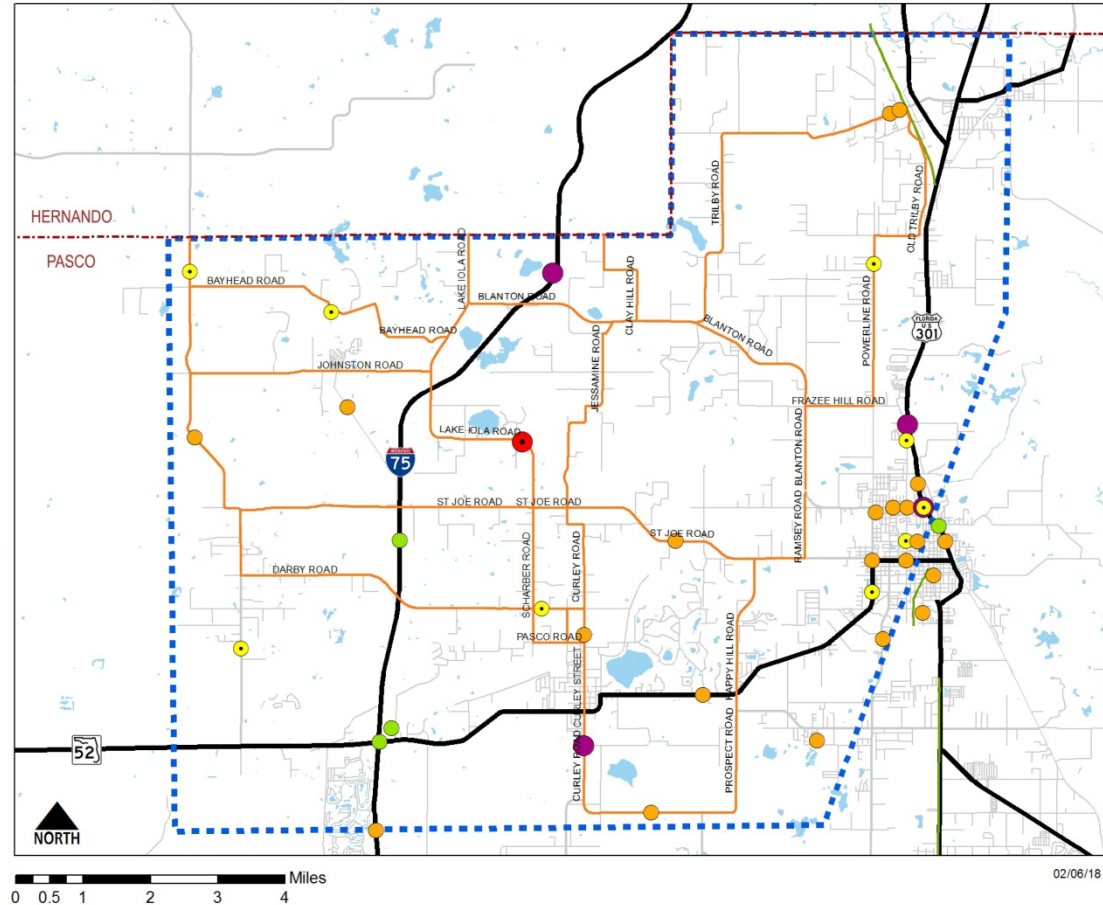 HERNANDO
PASCO
TRILBY ROAD
OLD TRILBY ROAD
LAKE IOLA ROAD
BAYHEAD ROAD
BLANTON ROAD
CLAY HILL ROAD
POWERLINE ROAD
FLORIDA
US
301
BAYHEAD ROAD
BLANTON ROAD
JOHNSTON ROAD
JESSAMINE ROAD
FRAZEE HILL ROAD
LAKE IOLA ROAD
BLANTON ROAD
INTERSTATE
75
ST JOE ROAD
ST JOE ROAD
ST JOE ROAD
RAMSEY ROAD
CURLEY ROAD
SCHARBER ROAD
DARBY ROAD
PASCO ROAD
HAPPY HILL ROAD
CURLEY STREET
CURLEY ROAD
PROSPECT ROAD
52
NORTH
02/06/18
Miles
0 0.5 1 2 3 4